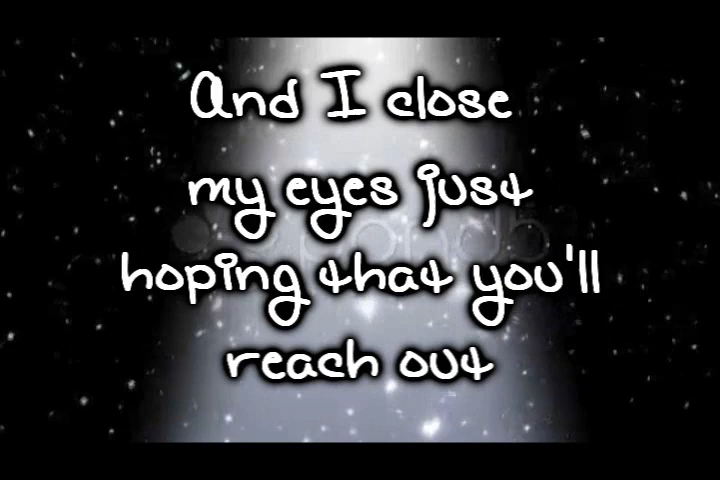 And I close
my eyes just
hoping that you'll
reach out